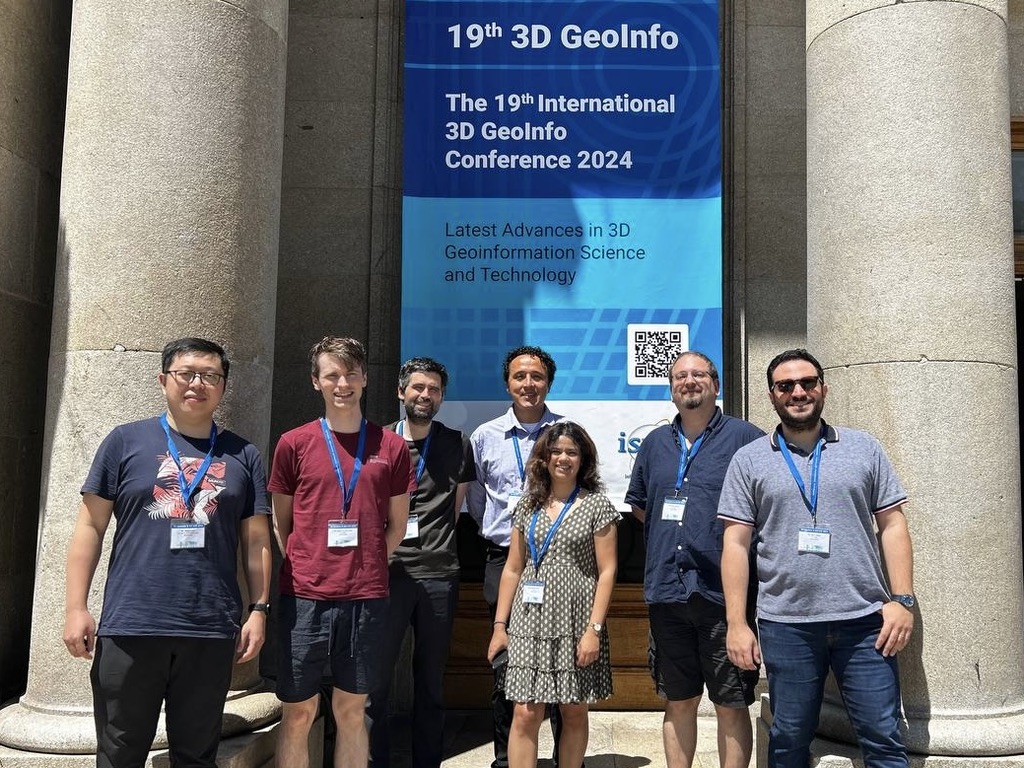 19th 3D GeoInfo
The 19th International
3D GeoInfo
Conference 2024
Latest Advances in 3D
Geoinformation Science
and Technology